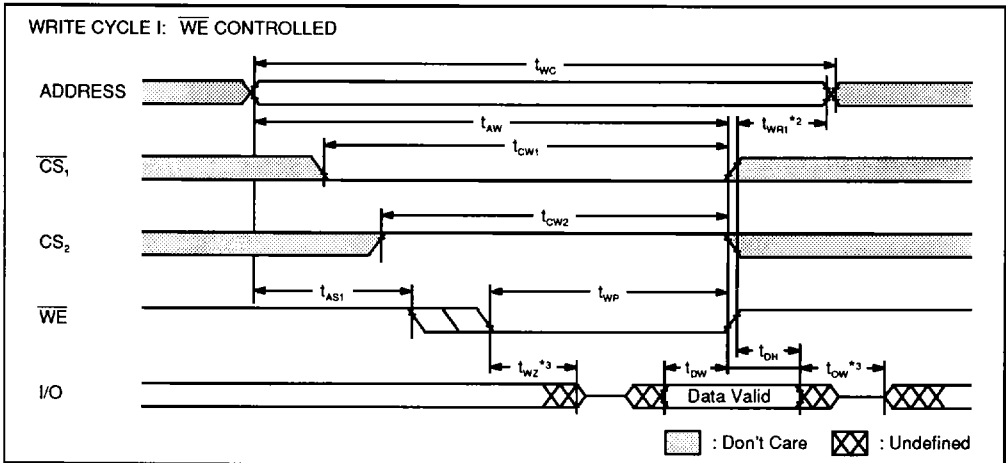 WRITE CYCLE I: WE CONTROLLED
tWC
ADDRESS
tAW
tWR1*2
tCW1
CS1
tCW2
CS2
tAS1
tWP
WE
tDH
tWZ*3
tDW
tOW*3
I/O
Data Valid
: Don't Care
: Undefined